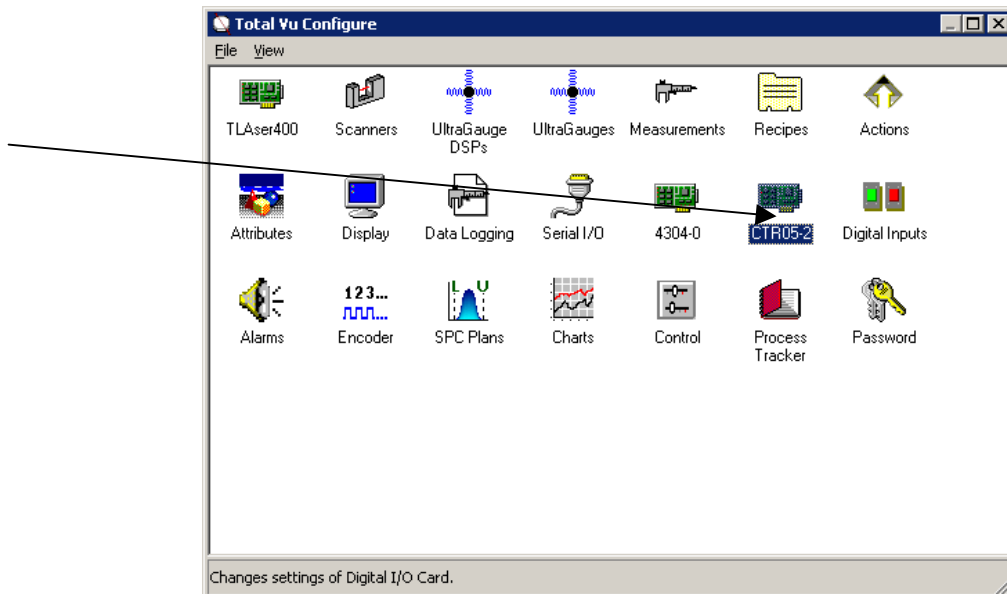 Total Vu Configure
File View
TLAser400 Scanners UltraGauge DSPs UltraGauges Measurements Recipes Actions
Attributes Display Data Logging Serial I/O 4304-0 CTR05-2 Digital Inputs
123...
L U
Alarms Encoder SPC Plans Charts Control Process Tracker Password
Changes settings of Digital I/O Card.